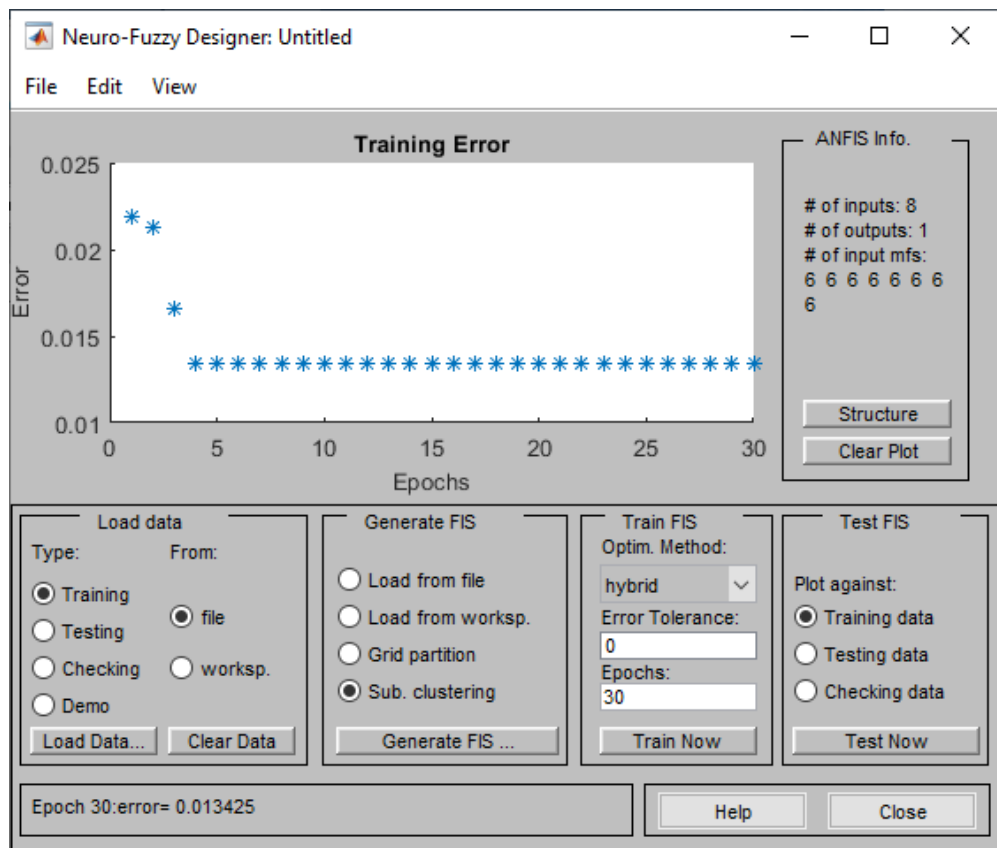 Neuro-Fuzzy Designer: Untitled
File Edit View
Training Error
0.025
0.02
0.015
0.01
Error
0 5 10 15 20 25 30
Epochs
ANFIS Info.
# of inputs: 8
# of outputs: 1
# of input mfs:
6 6 6 6 6 6 6
6
Structure
Clear Plot
Load data
Type: From:
Training
Testing
Checking
Demo
file
worksp.
Load Data... Clear Data
Generate FIS
Load from file
Load from worksp.
Grid partition
Sub. clustering
Generate FIS ...
Train FIS
Optim. Method:
hybrid
Error Tolerance:
0
Epochs:
30
Train Now
Test FIS
Plot against:
Training data
Testing data
Checking data
Test Now
Epoch 30:error= 0.013425
Help Close